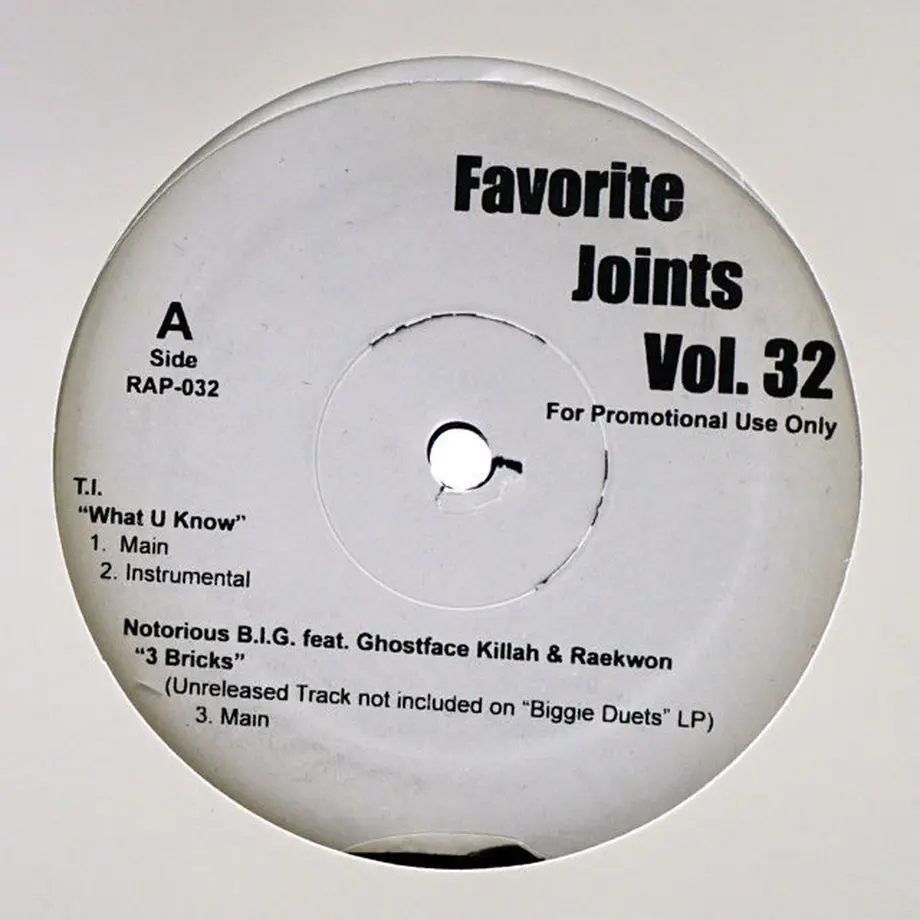 Favorite
Joints
Vol. 32
For Promotional Use Only
A
Side
RAP-032
T.I.
“What U Know”
1. Main
2. Instrumental
Notorious B.I.G. feat. Ghostface Killah & Raekwon
“3 Bricks”
(Unreleased Track not included on “Biggie Duets” LP)
3. Main